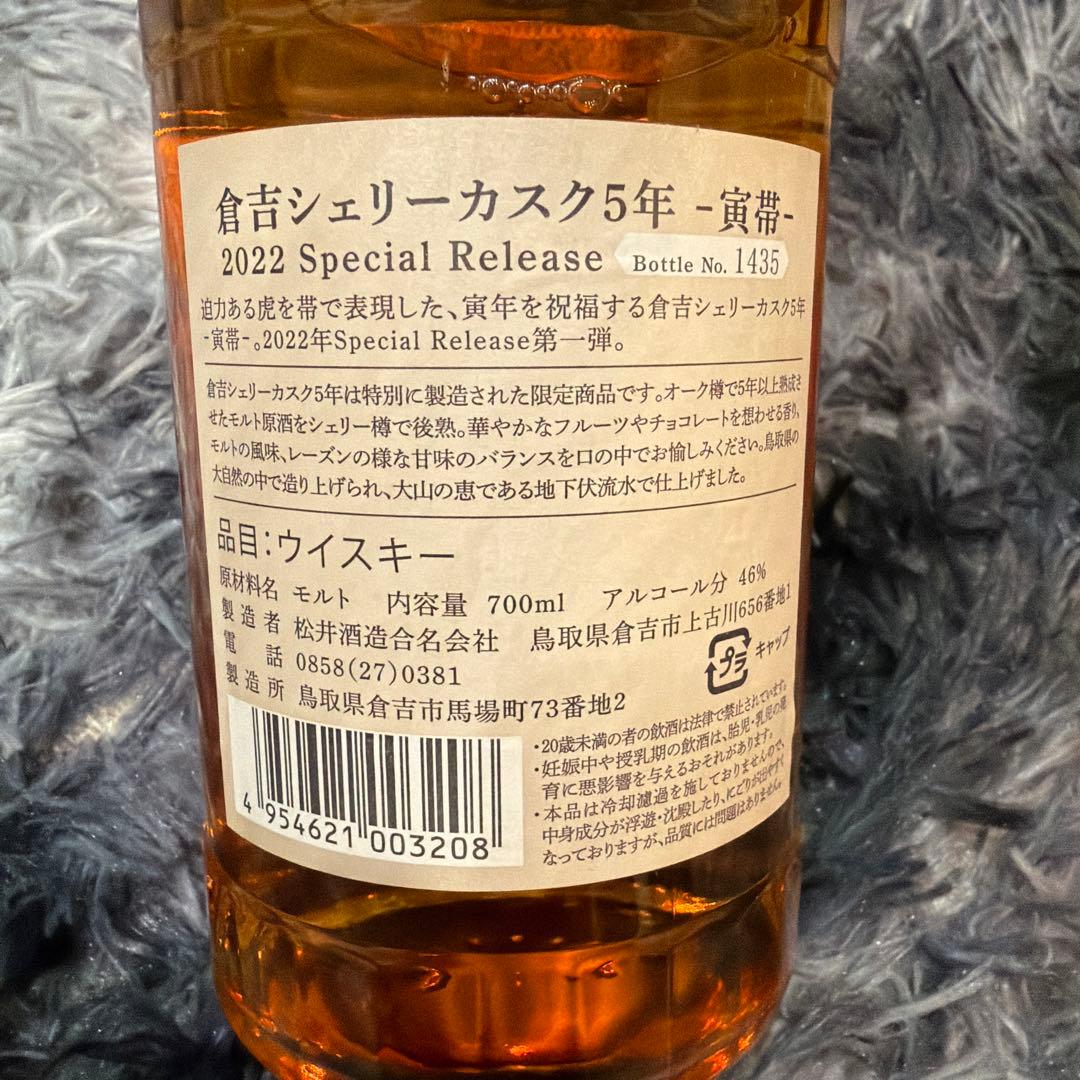 倉吉シェリーカスク5年 -寅帯-
2022 Special Release Bottle No. 1435
迫力ある虎を帯で表現した、寅年を祝福する倉吉シェリーカスク5年
-寅帯-。2022年Special Release第一弾。
倉吉シェリーカスク5年は特別に製造された限定商品です。オーク樽で5年以上熟成さ
せたモルト原酒をシェリー樽で後熟。華やかなフルーツやチョコレートを想わせる香り、
モルトの風味、レーズンの様な甘味のバランスを口の中でお愉しみください。鳥取県の
大自然の中で造り上げられ、大山の恵である地下伏流水で仕上げました。
品目:ウイスキー
原材料名 モルト 内容量 700ml アルコール分 46%
製造者 松井酒造合名会社 鳥取県倉吉市上古川656番地1
電話 0858(27)0381
製造所 鳥取県倉吉市馬場町73番地2
プラ キャップ
・20歳未満の者の飲酒は法律で禁止されています。
・妊娠中や授乳期の飲酒は、胎児・乳児の発
育に悪影響を与えるおそれがあります。
・本品は冷却濾過を施しておりませんので、
中身成分が浮遊・沈殿したり、にごりが出やすく
なっておりますが、品質には問題はありません。
4 954621 003208